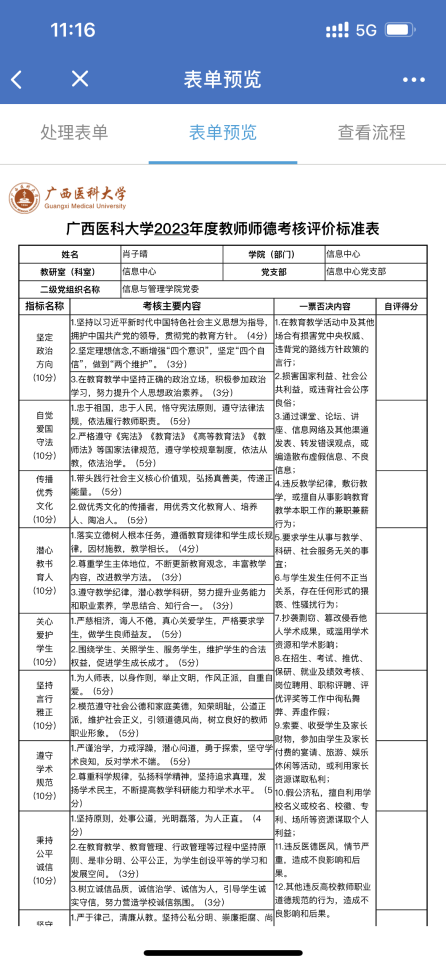 11:16
5G
表单预览
处理表单
表单预览
查看流程
广西医科大学
Guangxi Medical University
广西医科大学2023年度教师师德考核评价标准表
姓名
肖子晴
学院（部门）
信息中心
教研室（科室）
信息中心
党支部
信息中心党支部
二级党组织名称
信息与管理学院党委
指标名称
考核主要内容
一票否决内容
自评得分
坚定
政治
方向
(10分)
1.坚持以习近平新时代中国特色社会主义思想为指导，
拥护中国共产党的领导，贯彻党的教育方针。（4分）
2.坚定理想信念,不断增强“四个意识”，坚定“四个自
信”，做到“两个维护”。（3分）
3.在教育教学中坚持正确的政治立场，积极参加政治
学习，努力提升个人思想政治素养。（3分）
自觉
爱国
守法
(10分)
1.忠于祖国，忠于人民，恪守宪法原则，遵守法律法
规，依法履行教师职责。（5分）
2.严格遵守《宪法》《教育法》《高等教育法》《教
师法》等国家法律规范，遵守学校规章制度，依法从
教，依法治学。（5分）
传播
优秀
文化
(10分)
1.带头践行社会主义核心价值观，弘扬真善美，传递正
能量。（5分）
2.做优秀文化的传播者，用优秀文化教育人、培养
人、陶冶人。（5分）
潜心
教书
育人
(10分)
1.落实立德树人根本任务，遵循教育规律和学生成长规
律，因材施教，教学相长。（4分）
2.尊重学生主体地位，不断更新教育观念，丰富教学
内容，改进教学方法。（3分）
3.遵守教学纪律，潜心教学科研，努力提升业务能力
和职业素养，学思结合、知行合一。（3分）
关心
爱护
学生
(10分)
1.严慈相济，诲人不倦，真心关爱学生，严格要求学
生，做学生良师益友。（5分）
2.围绕学生、关照学生、服务学生，维护学生的合法
权益，促进学生成长成才。（5分）
坚持
言行
雅正
(10分)
1.为人师表，以身作则，举止文明，作风正派，自重自
爱。（5分）
2.模范遵守社会公德和家庭美德，知荣明耻，公道正
派，维护社会正义，引领道德风尚，树立良好的教师
职业形象。（5分）
遵守
学术
规范
(10分)
1.严谨治学，力戒浮躁，潜心问道，勇于探索，坚守学
术良知，反对学术不端。（5分）
2.尊重科学规律，弘扬科学精神，坚持追求真理，发
扬学术民主，不断提高教学科研能力和学术水平。（5
分）
秉持
公平
诚信
(10分)
1.坚持原则，处事公道，光明磊落，为人正直。（4
分）
2.在教育教学、教育管理、行政管理等过程中坚持原
则、是非分明、公平公正，为学生创设平等的学习和
发展空间。（3分）
3.树立诚信品质，诚信治学、诚信为人，引导学生诚
实守信，努力营造学校诚信氛围。（3分）
坚守
1.严于律己，清廉从教。坚持公私分明、崇廉拒腐、尚
1.在教育教学活动中及其他
场合有损害党中央权威、
违背党的路线方针政策的
言行；
2.损害国家利益、社会公
共利益，或违背社会公序
良俗；
3.通过课堂、论坛、讲
座、信息网络及其他渠道
发表、转发错误观点，或
编造散布虚假信息、不良
信息；
4.违反教学纪律，敷衍教
学，或擅自从事影响教育
教学本职工作的兼职兼薪
行为；
5.要求学生从事与教学、
科研、社会服务无关的事
宜；
6.与学生发生任何不正当
关系，存在任何形式的猥
亵、性骚扰行为；
7.抄袭剽窃、篡改侵吞他
人学术成果，或滥用学术
资源和学术影响；
8.在招生、考试、推优、
保研、就业及绩效考核、
岗位聘用、职称评聘、评
优评奖等工作中徇私舞
弊、弄虚作假；
9.索要、收受学生及家长
财物，参加由学生及家长
付费的宴请、旅游、娱乐
休闲等活动，或利用家长
资源谋取私利；
10.假公济私，擅自利用学
校名义或校名、校徽、专
利、场所等资源谋取个人
利益；
11.违反医德医风，情节严
重，造成不良影响和后
果。
12.其他违反高校教师职业
道德规范的行为，造成不
良影响和后果。